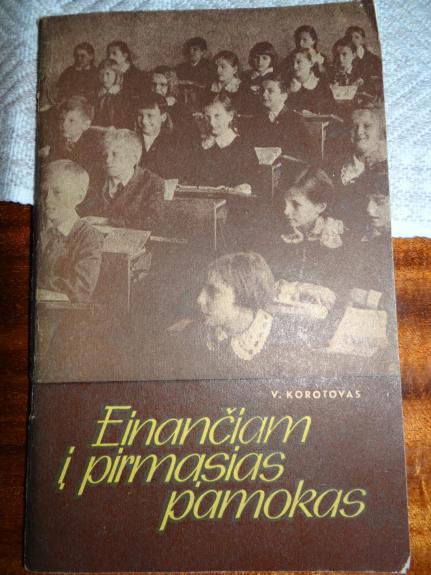 V. KOROTOVAS
Einančiam
į pirmąsias
pamokas